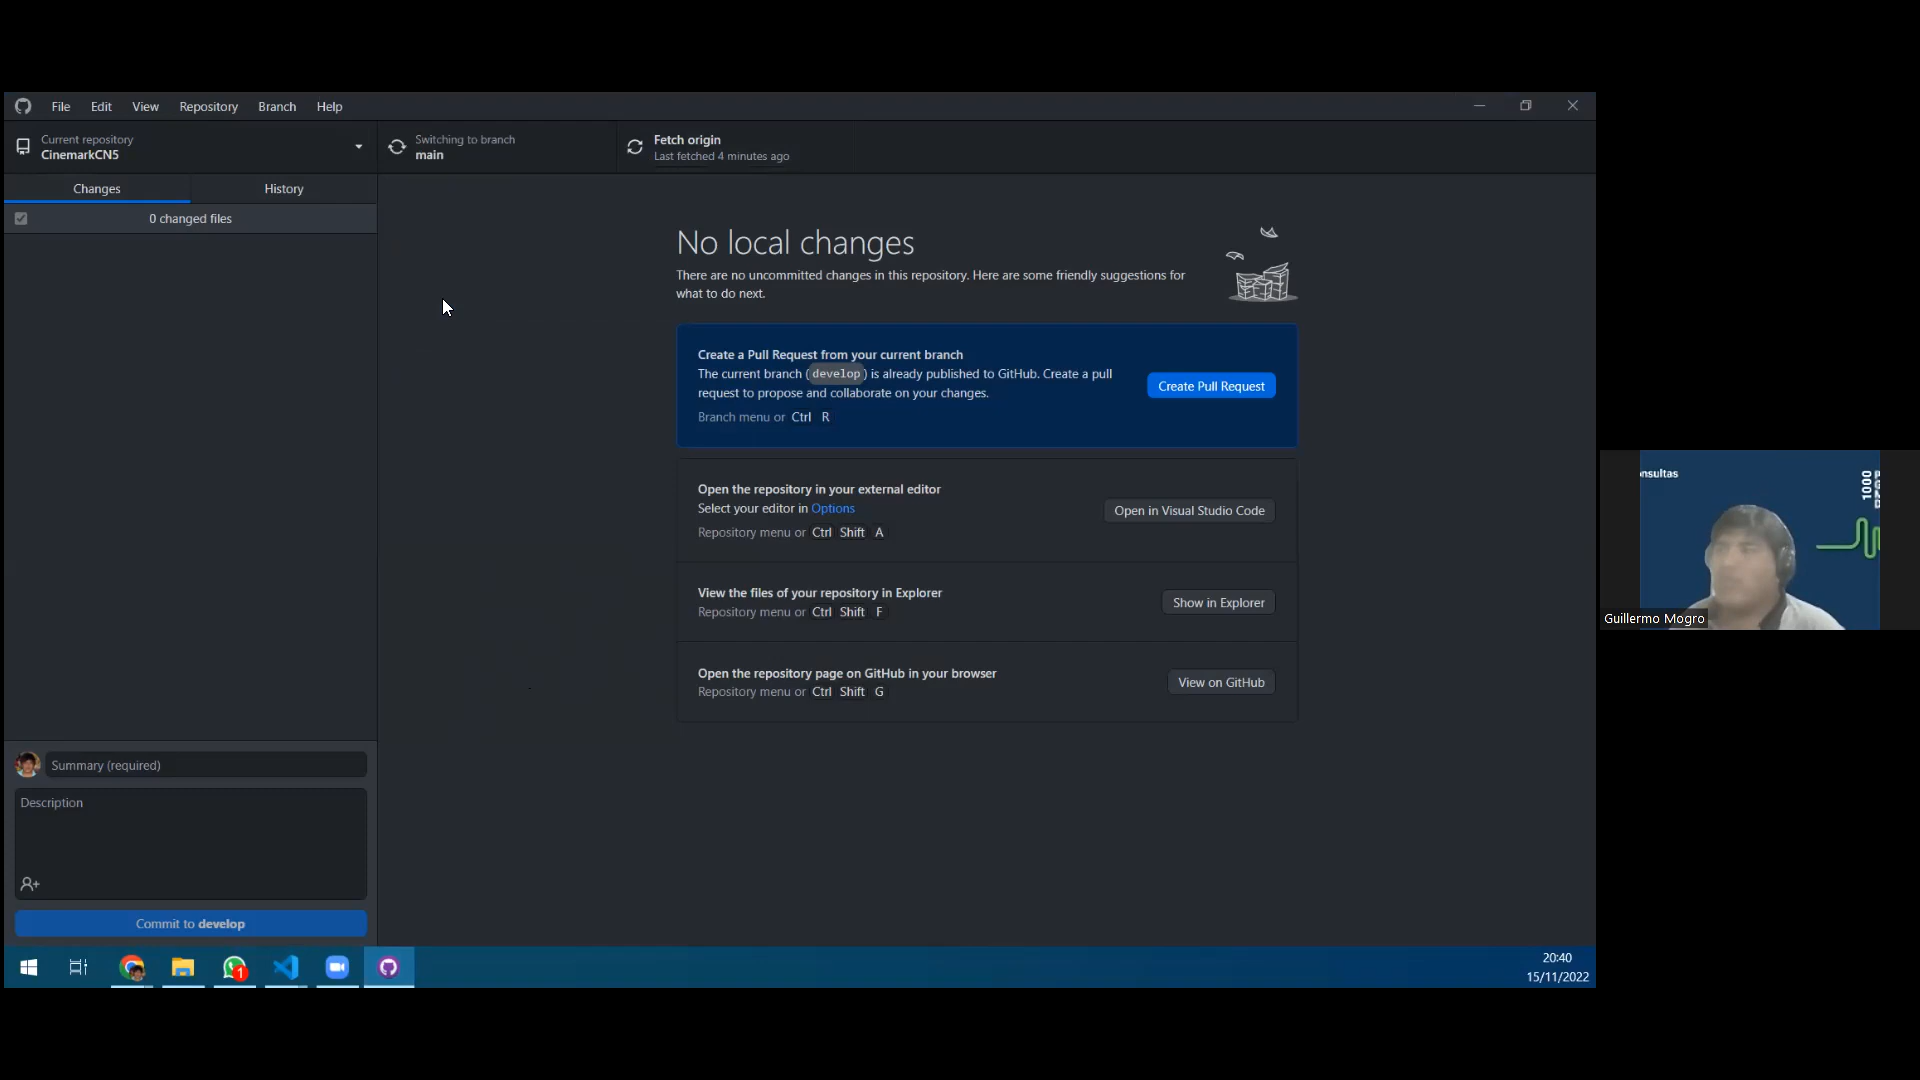 File Edit View Repository Branch Help
Current repository
CinemarkCN5
Switching to branch
main
Fetch origin
Last fetched 4 minutes ago
Changes
History
0 changed files
No local changes
There are no uncommitted changes in this repository. Here are some friendly suggestions for
what to do next.
Create a Pull Request from your current branch
The current branch (develop) is already published to GitHub. Create a pull
request to propose and collaborate on your changes.
Branch menu or Ctrl R
Create Pull Request
Open the repository in your external editor
Select your editor in Options
Repository menu or Ctrl Shift A
Open in Visual Studio Code
View the files of your repository in Explorer
Repository menu or Ctrl Shift F
Show in Explorer
Open the repository page on GitHub in your browser
Repository menu or Ctrl Shift G
View on GitHub
Summary (required)
Description
Commit to develop
1
20:40
15/11/2022
nsultas
1000
Guillermo Mogro